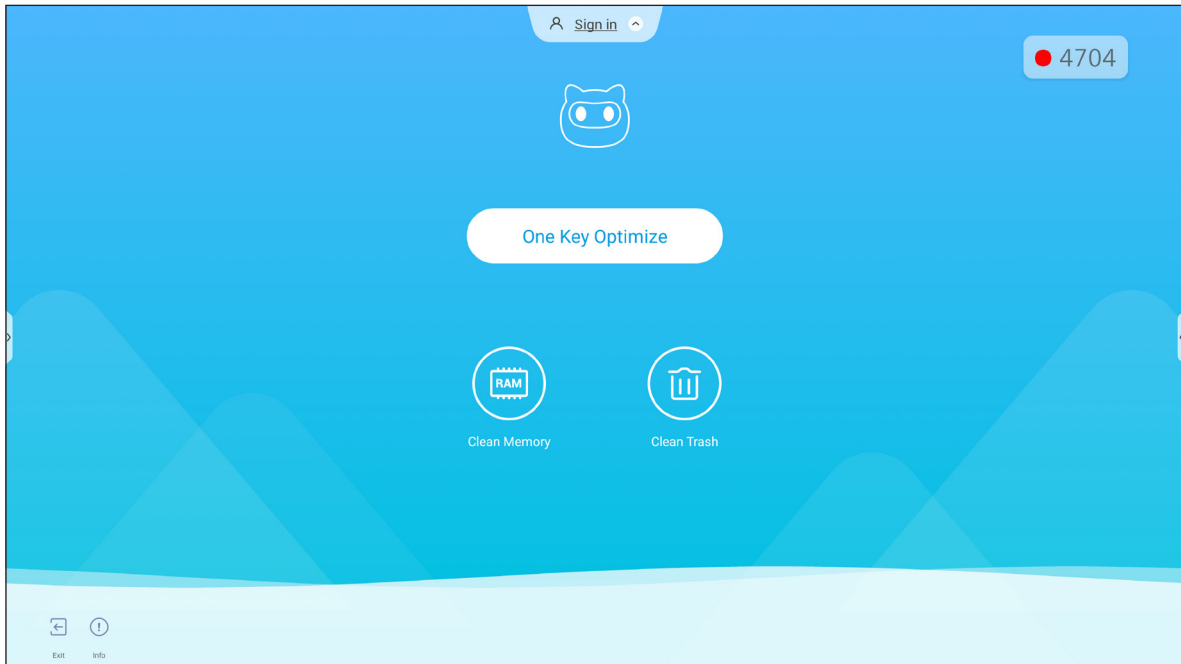 Sign in
4704
One Key Optimize
RAM
Clean Memory
Clean Trash
Exit
Info